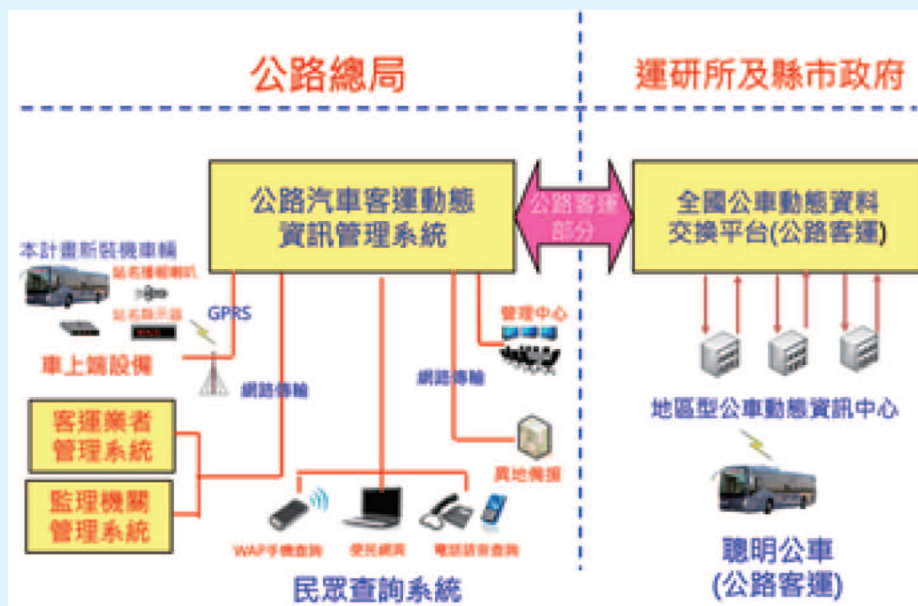 公路總局
運研所及縣市政府
公路汽車客運動態
資訊管理系統
公路客運
部分
全國公車動態資料
交換平台(公路客運)
本計畫新裝機車輛
站名播報喇叭
站名顯示器
GPRS
車上端設備
管理中心
網路傳輸
網路傳輸
客運業者
管理系統
監理機關
管理系統
異地備援
WAP手機查詢
便民網頁
電話語音查詢
民眾查詢系統
地區型公車動態資訊中心
聰明公車
(公路客運)